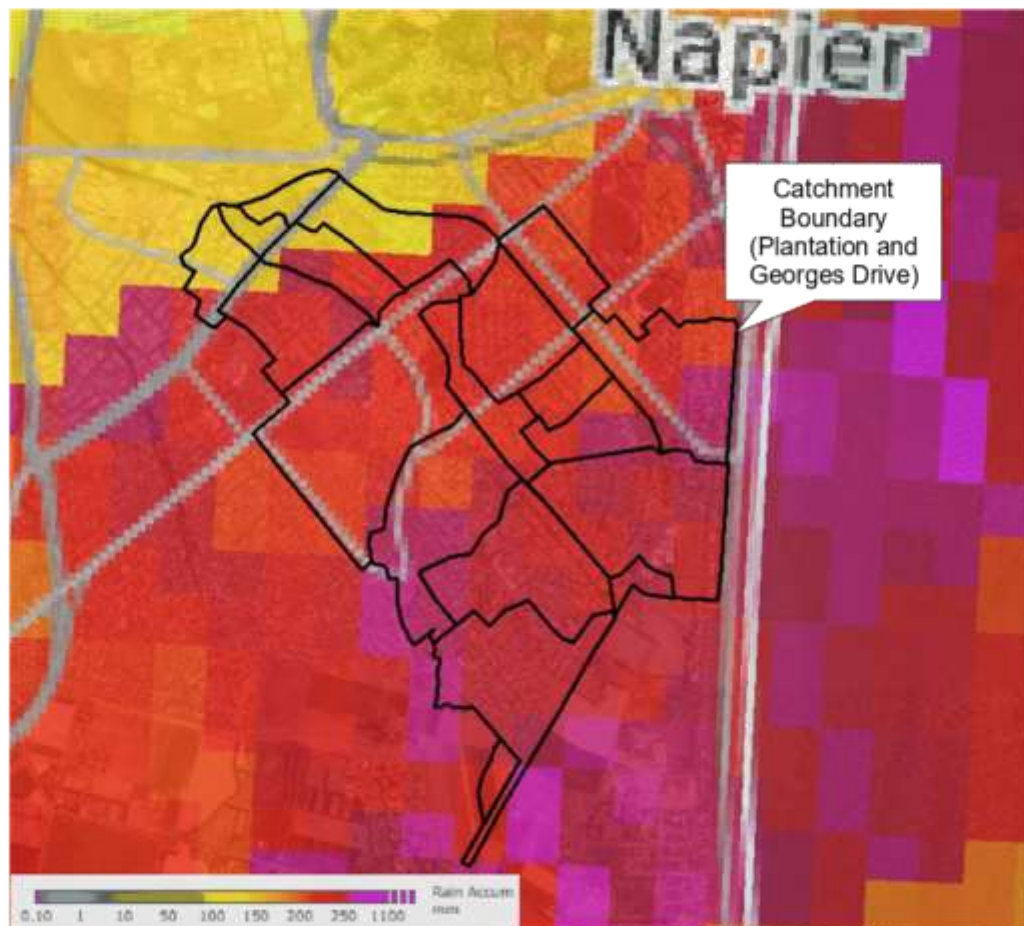 Napier
Catchment
Boundary
(Plantation and
Georges Drive)
Rain Accum
mm
0.10 1 10 50 100 150 200 250 1100